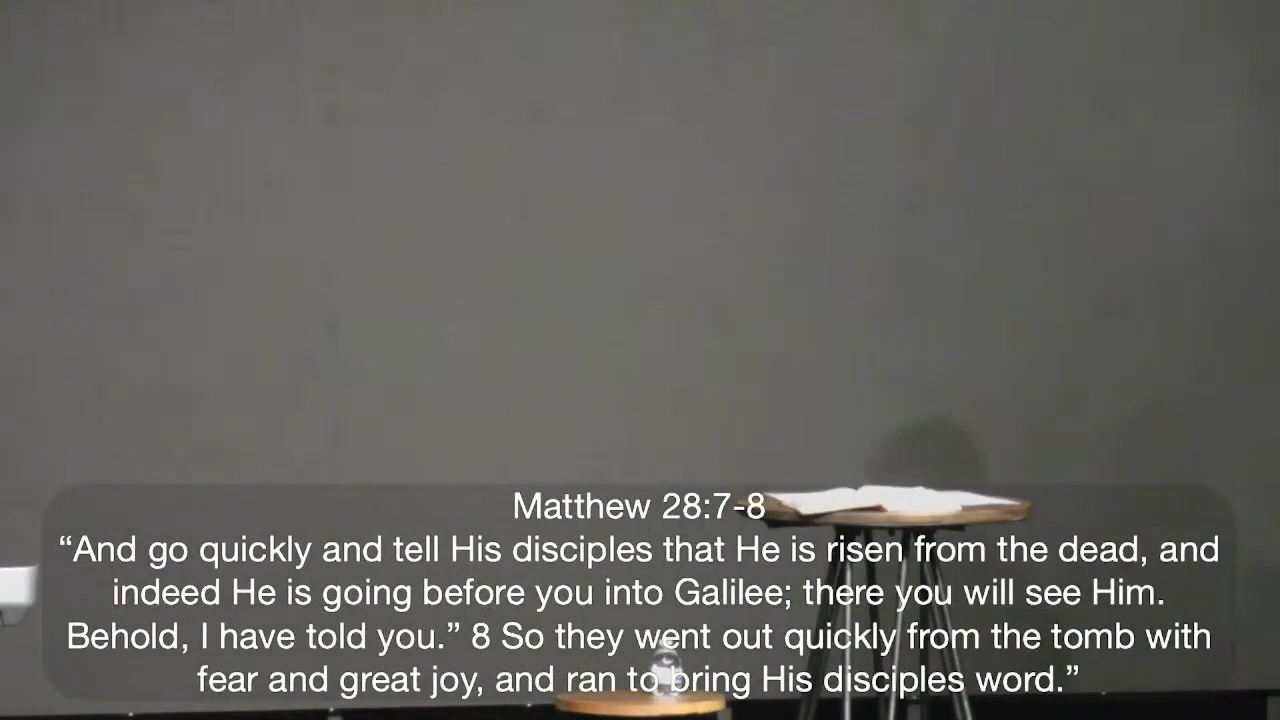 Matthew 28:7-8
“And go quickly and tell His disciples that He is risen from the dead, and
indeed He is going before you into Galilee; there you will see Him.
Behold, I have told you.” 8 So they went out quickly from the tomb with
fear and great joy, and ran to bring His disciples word.”